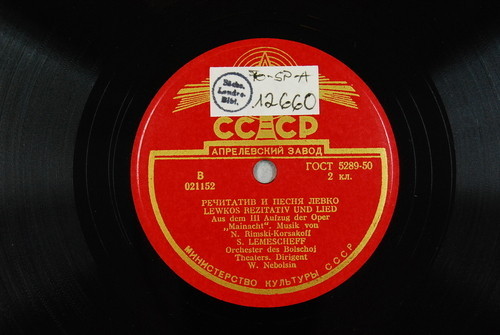 70-SP-A
Sächs.
Landes-
Bibl.
12660
СССР
АПРЕЛЕВСКИЙ ЗАВОД
В
021152
ГОСТ 5289-50
2 кл.
РЕЧИТАТИВ И ПЕСНЯ ЛЕВКО
LEWKOS REZITATIV UND LIED
Aus dem III Aufzug der Oper
„Mainacht". Musik von
N. Rimski-Korsakoff
S. LEMESCHEFF
Orchester des Bolschoj
Theaters. Dirigent
W. Nebolsin
МИНИСТЕРСТВО КУЛЬТУРЫ СССР